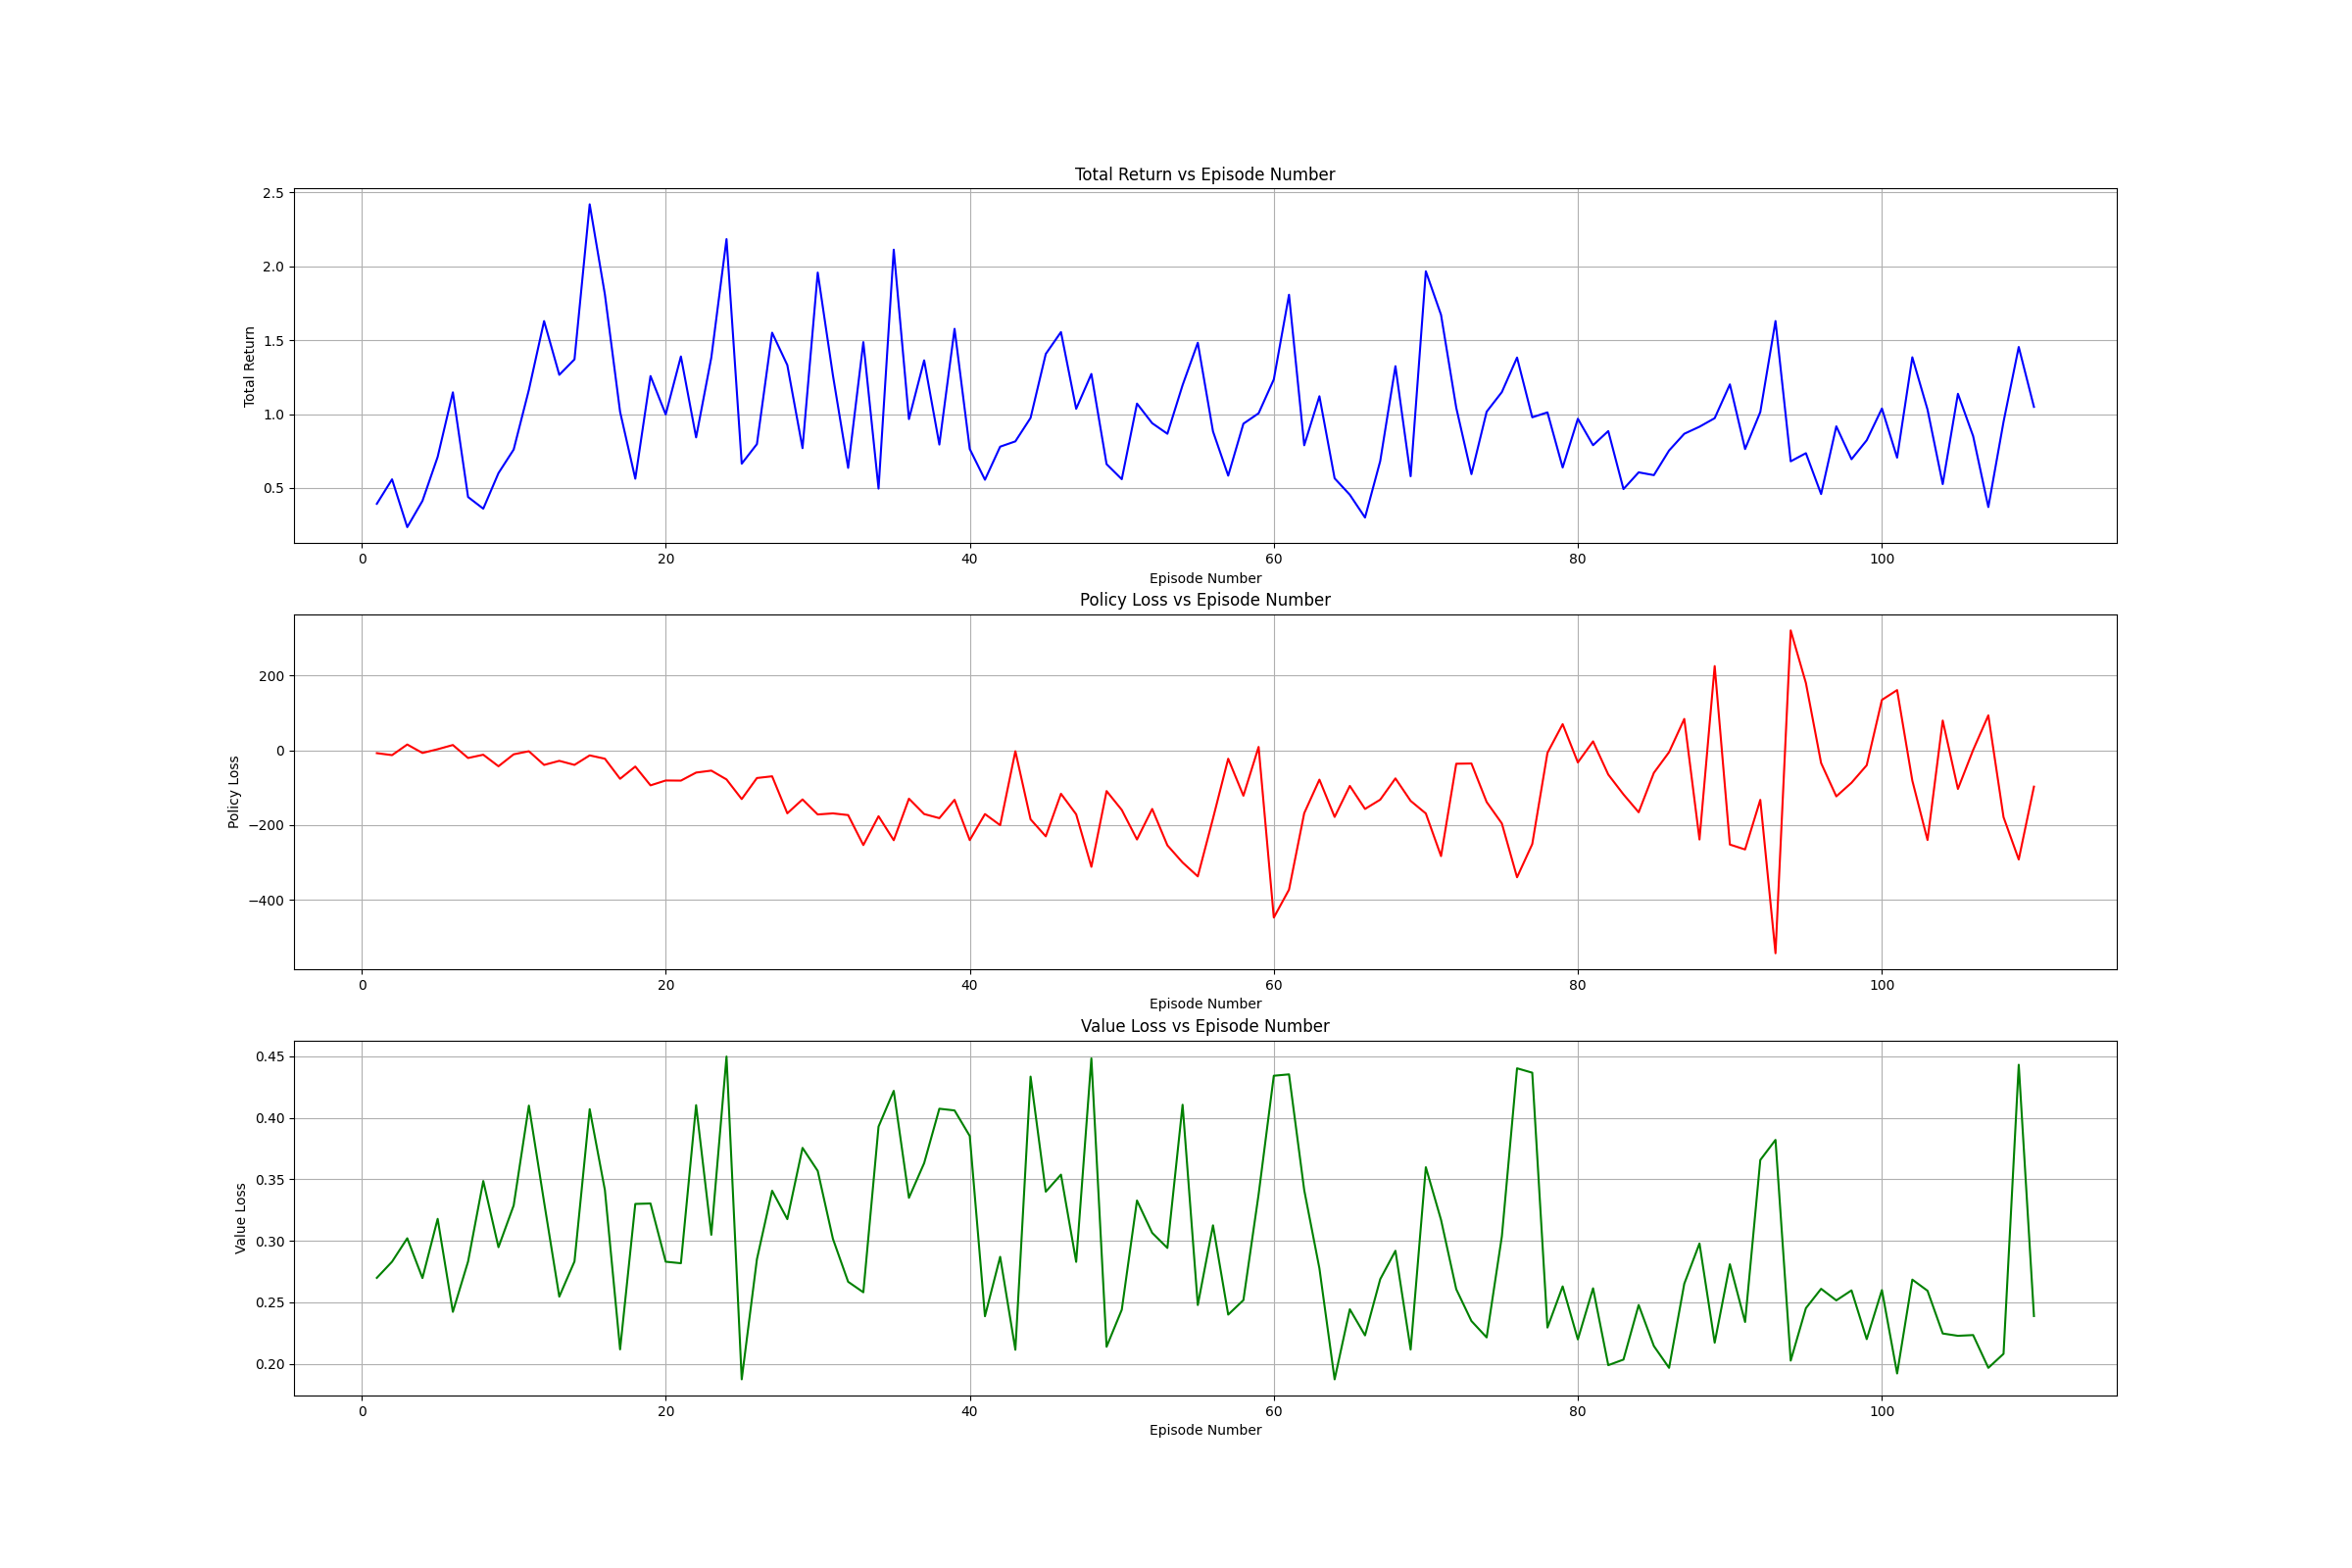 Total Return vs Episode Number
2.5
2.0
1.5
1.0
0.5
Total Return
0 20 40 60 80 100
Episode Number
Policy Loss vs Episode Number
200
0
−200
−400
Policy Loss
0 20 40 60 80 100
Episode Number
Value Loss vs Episode Number
0.45
0.40
0.35
0.30
0.25
0.20
Value Loss
0 20 40 60 80 100
Episode Number